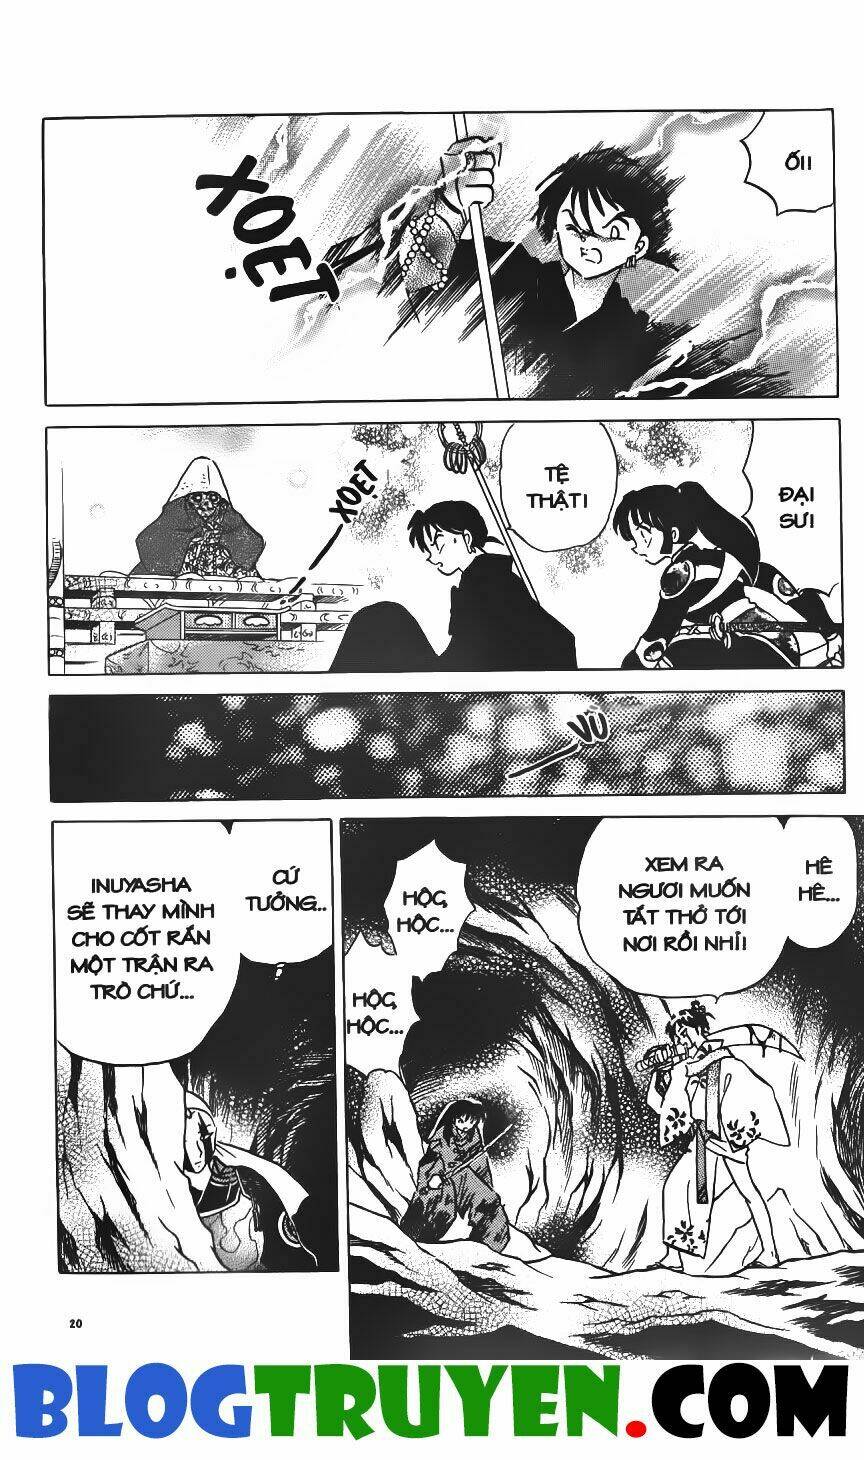 ỐI!
XOẸT
ĐẠI
SƯ!
TỆ
THẬT!
XOẸT
VÙ
HÊ
HÊ...
XEM RA
NGƯƠI MUỐN
TẮT THỞ TỚI
NƠI RỒI NHỈ!
HỘC,
HỘC...
HỘC,
HỘC...
CỨ
TƯỞNG...
INUYASHA
SẼ THAY MÌNH
CHO CỐT RẮN
MỘT TRẬN RA
TRÒ CHỨ...
20
BLOGTRUYEN.COM